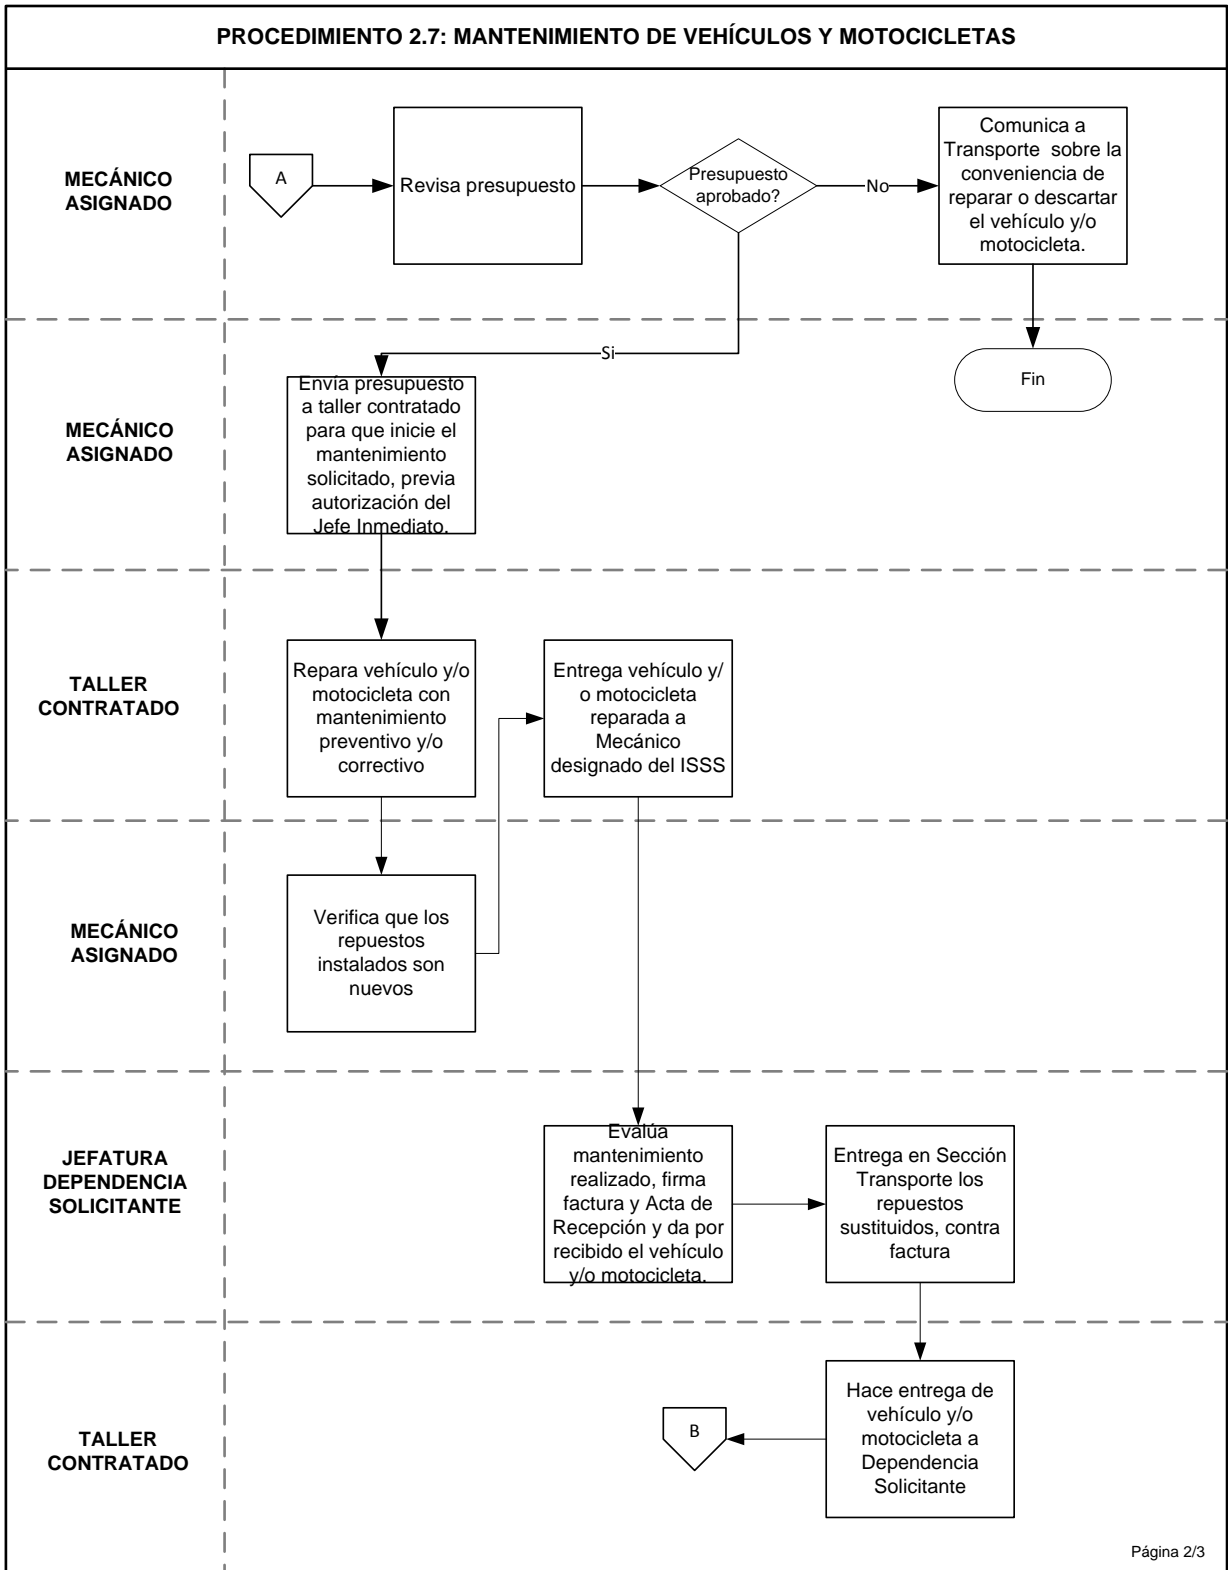 PROCEDIMIENTO 2.7: MANTENIMIENTO DE VEHÍCULOS Y MOTOCICLETAS
MECÁNICO
ASIGNADO
A
Revisa presupuesto
Presupuesto
aprobado?
No
Comunica a
Transporte sobre la
conveniencia de
reparar o descartar
el vehículo y/o
motocicleta.
Si
Fin
MECÁNICO
ASIGNADO
Envía presupuesto
a taller contratado
para que inicie el
mantenimiento
solicitado, previa
autorización del
Jefe Inmediato.
TALLER
CONTRATADO
Repara vehículo y/o
motocicleta con
mantenimiento
preventivo y/o
correctivo
Entrega vehículo y/
o motocicleta
reparada a
Mecánico
designado del ISSS
MECÁNICO
ASIGNADO
Verifica que los
repuestos
instalados son
nuevos
JEFATURA
DEPENDENCIA
SOLICITANTE
Evalúa
mantenimiento
realizado, firma
factura y Acta de
Recepción y da por
recibido el vehículo
y/o motocicleta.
Entrega en Sección
Transporte los
repuestos
sustituidos, contra
factura
TALLER
CONTRATADO
B
Hace entrega de
vehículo y/o
motocicleta a
Dependencia
Solicitante
Página 2/3